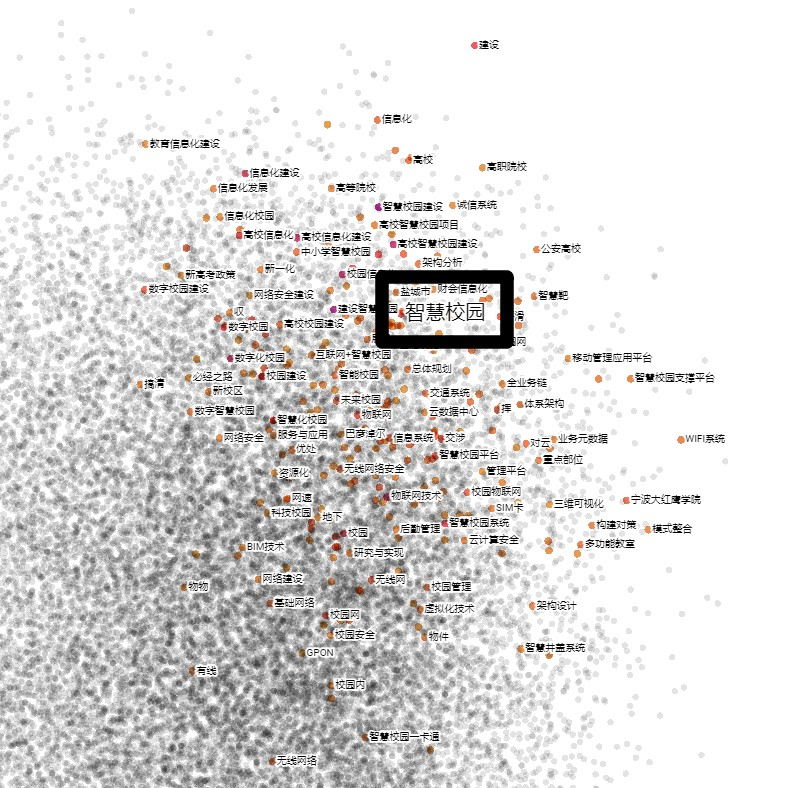 建设
信息化
教育信息化建设
高校
高职院校
信息化建设
信息化发展
高等院校
智慧校园建设
诚信系统
信息化校园
高校智慧校园项目
高校信息化
高校信息化建设
高校智慧校园建设
中小学智慧校园
公安高校
架构分析
新一化
校园信
新高考政策
数字校园建设
网络安全建设
盐城市
财会信息化
智慧靶
建设智慧
智慧校园
数字校园
高校校园建设
数字化校园
互联网+智慧校园
移动管理应用平台
总体规划
必经之路
校园建设
智能校园
智慧校园支撑平台
搞清
新校区
全业务链
交通系统
未来校园
数字智慧校园
物联网
云数据中心
挥
体系架构
智慧化校园
网络安全
服务与应用
巴萨掉尔
信息系统
交涉
对云
业务元数据
WIFI系统
优处
智慧校园平台
重点部位
资源化
无线网络安全
管理平台
网速
物联网技术
校园物联网
三维可视化
宁波大红鹰学院
科技校园
地下
SIM卡
后勤管理
智慧校园系统
构建对策
模式整合
校园
云计算安全
多功能教室
BIM技术
研究与实现
网络建设
无线网
物物
校园管理
基础网络
虚拟化技术
架构设计
校园网
校园安全
物件
智慧井盖系统
GPON
有线
校园内
智慧校园一卡通
无线网络